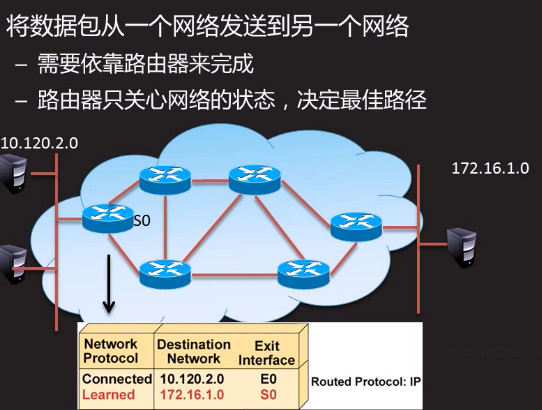 将数据包从一个网络发送到另一个网络
– 需要依靠路由器来完成
– 路由器只关心网络的状态，决定最佳路径
10.120.2.0
172.16.1.0
S0
Network Protocol Destination Network Exit Interface
Connected 10.120.2.0 E0
Learned 172.16.1.0 S0
Routed Protocol: IP